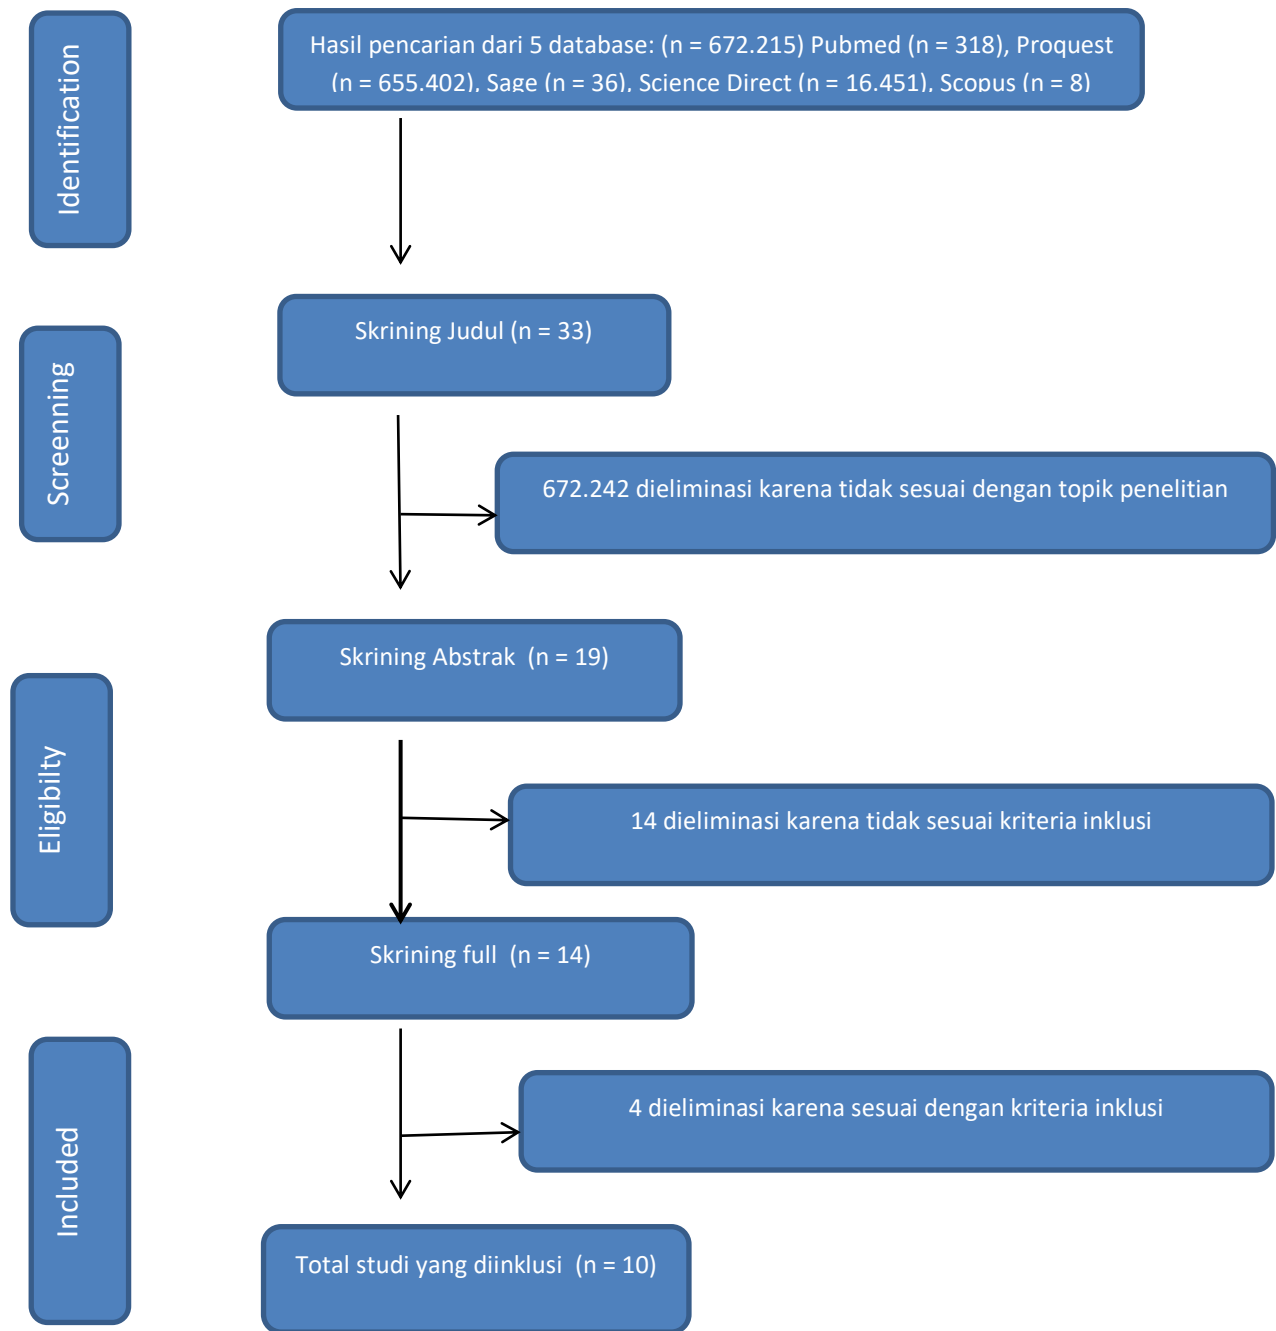 Identification
Hasil pencarian dari 5 database: (n = 672.215) Pubmed (n = 318), Proquest
(n = 655.402), Sage (n = 36), Science Direct (n = 16.451), Scopus (n = 8)
Screenning
Skrining Judul (n = 33)
672.242 dieliminasi karena tidak sesuai dengan topik penelitian
Eligibilty
Skrining Abstrak (n = 19)
14 dieliminasi karena tidak sesuai kriteria inklusi
Skrining full (n = 14)
Included
4 dieliminasi karena sesuai dengan kriteria inklusi
Total studi yang diinklusi (n = 10)